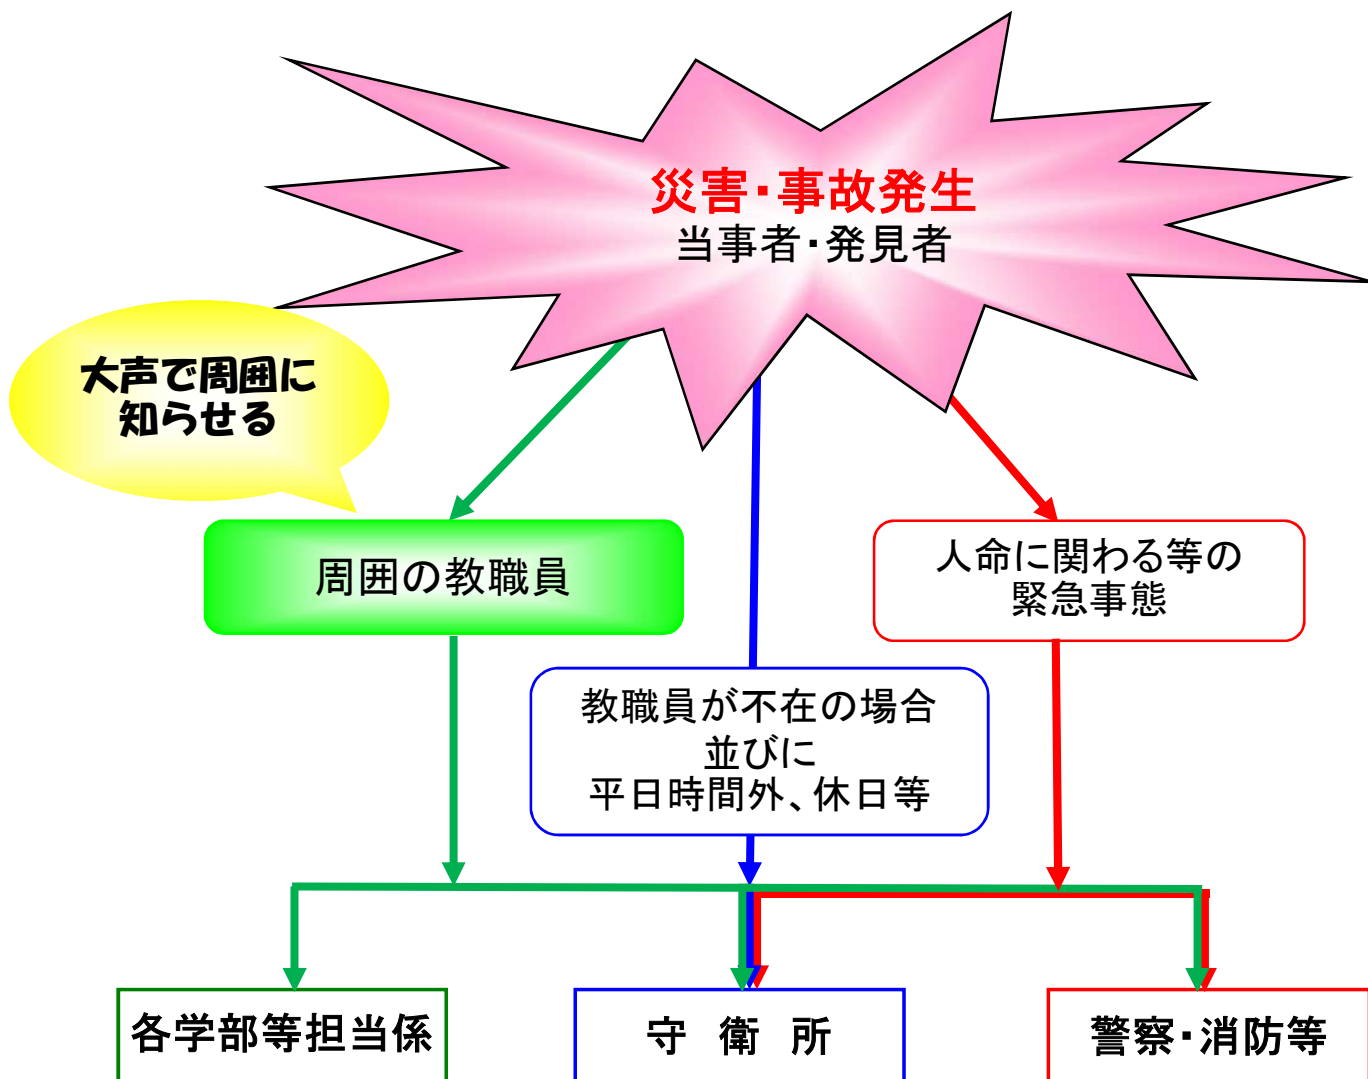 災害・事故発生
当事者・発見者
大声で周囲に
知らせる
周囲の教職員
人命に関わる等の
緊急事態
教職員が不在の場合
並びに
平日時間外、休日等
各学部等担当係
守　衛　所
警察・消防等